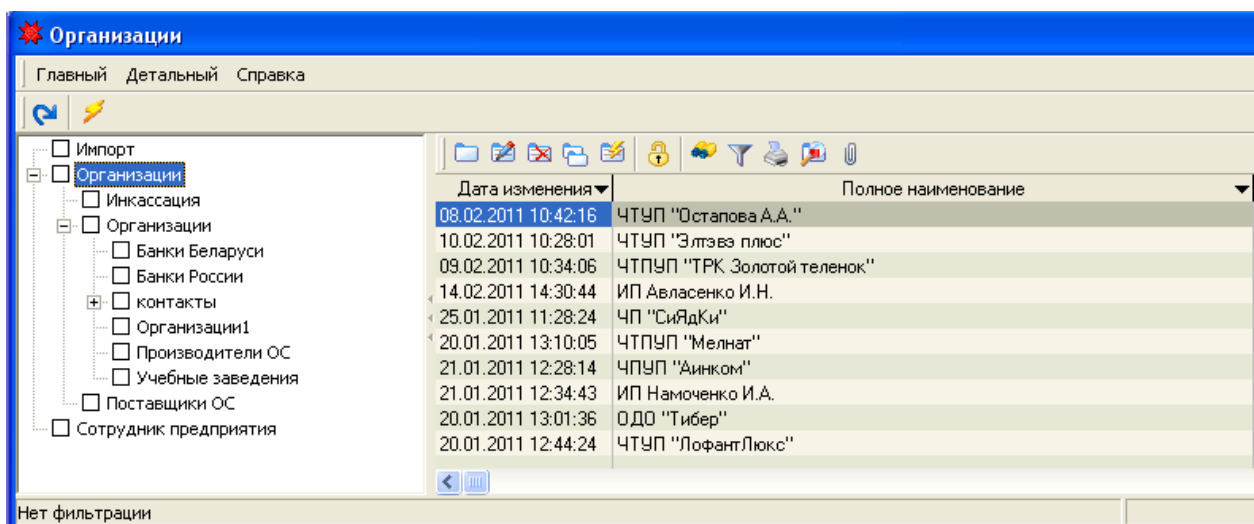 Организации
Главный Детальный Справка
Импорт
Организации
Инкассация
Организации
Банки Беларуси
Банки России
контакты
Организации1
Производители ОС
Учебные заведения
Поставщики ОС
Сотрудник предприятия
Дата изменения Полное наименование
08.02.2011 10:42:16 ЧТУП "Остапова А.А."
10.02.2011 10:28:01 ЧТУП "Элтэвэ плюс"
09.02.2011 10:34:06 ЧТПУП "ТРК Золотой теленок"
14.02.2011 14:30:44 ИП Авласенко И.Н.
25.01.2011 11:28:24 ЧП "СиЯдКи"
20.01.2011 13:10:05 ЧТПУП "Мелнат"
21.01.2011 12:28:14 ЧПУП "Аинком"
21.01.2011 12:34:43 ИП Намоченко И.А.
20.01.2011 13:01:36 ОДО "Тибер"
20.01.2011 12:44:24 ЧТУП "ЛофантЛюкс"
Нет фильтрации